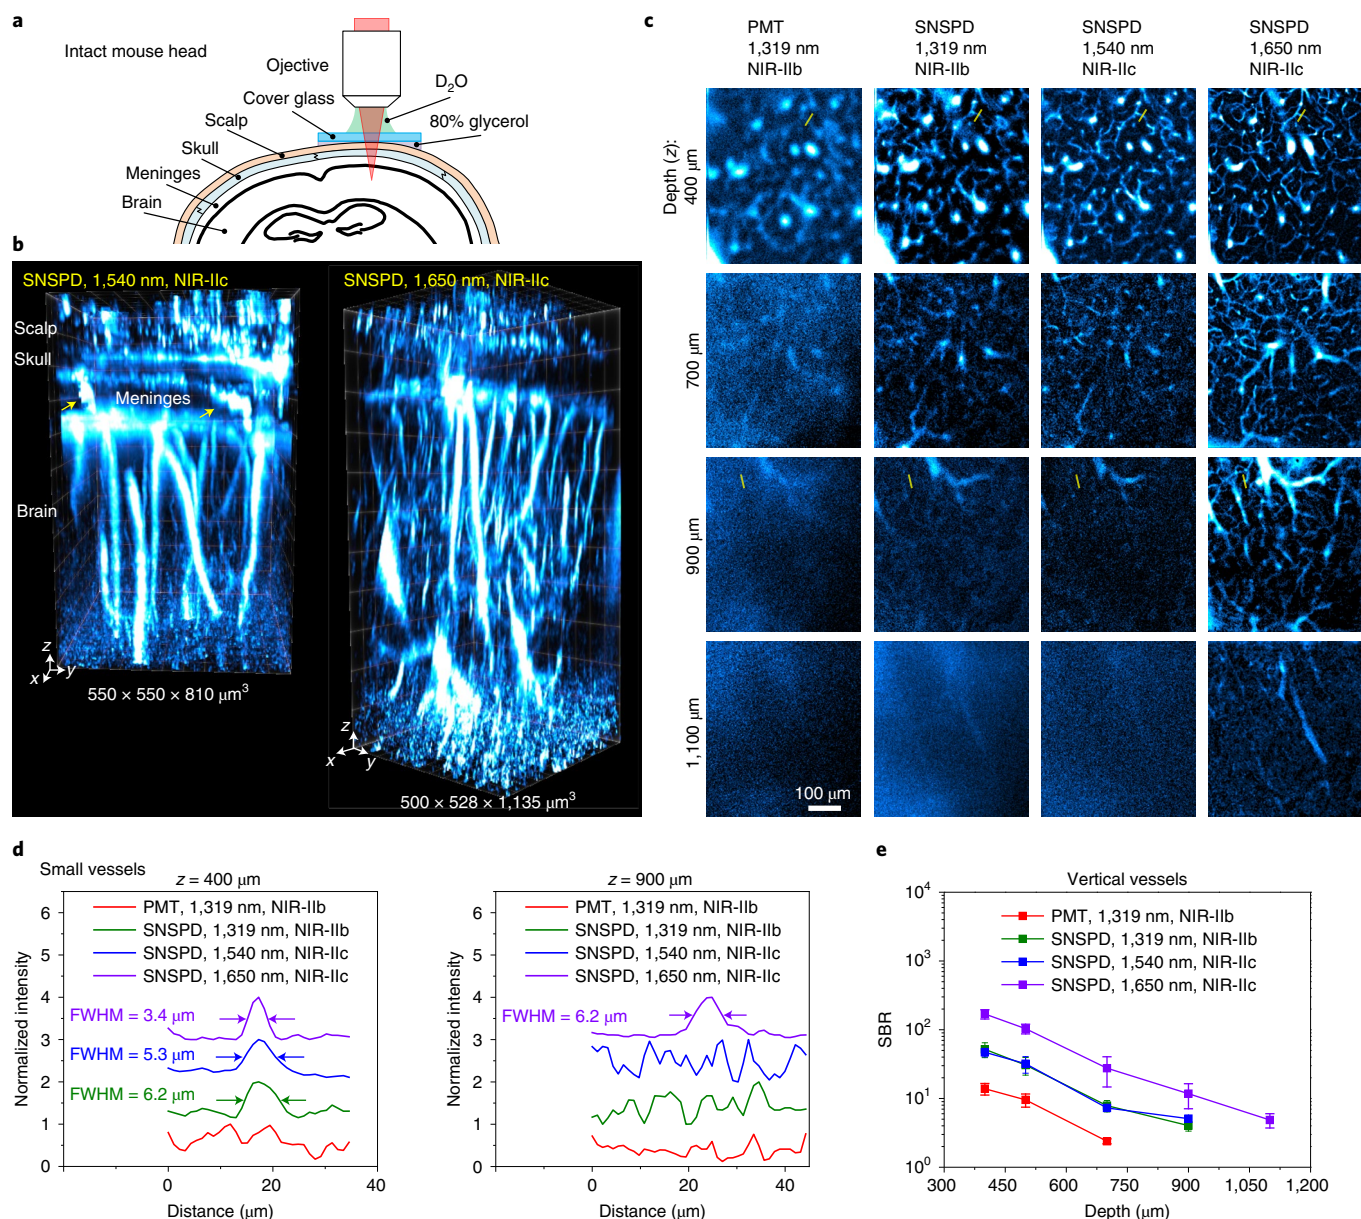 a
Intact mouse head
Ojective
D2O
Cover glass
80% glycerol
Scalp
Skull
Meninges
Brain
b
SNSPD, 1,540 nm, NIR-IIc
SNSPD, 1,650 nm, NIR-IIc
Scalp
Skull
Meninges
Brain
z
x
y
550 × 550 × 810 μm³
z
x
y
500 × 528 × 1,135 μm³
c
PMT
1,319 nm
NIR-IIb
SNSPD
1,319 nm
NIR-IIb
SNSPD
1,540 nm
NIR-IIc
SNSPD
1,650 nm
NIR-IIc
Depth (z):
400 μm
700 μm
900 μm
1,100 μm
100 μm
d
Small vessels
z = 400 μm
PMT, 1,319 nm, NIR-IIb
SNSPD, 1,319 nm, NIR-IIb
SNSPD, 1,540 nm, NIR-IIc
SNSPD, 1,650 nm, NIR-IIc
FWHM = 3.4 μm
FWHM = 5.3 μm
FWHM = 6.2 μm
Normalized intensity
6
5
4
3
2
1
0
0
20
40
Distance (μm)
z = 900 μm
PMT, 1,319 nm, NIR-IIb
SNSPD, 1,319 nm, NIR-IIb
SNSPD, 1,540 nm, NIR-IIc
SNSPD, 1,650 nm, NIR-IIc
FWHM = 6.2 μm
Normalized intensity
6
5
4
3
2
1
0
0
20
40
Distance (μm)
e
Vertical vessels
PMT, 1,319 nm, NIR-IIb
SNSPD, 1,319 nm, NIR-IIb
SNSPD, 1,540 nm, NIR-IIc
SNSPD, 1,650 nm, NIR-IIc
SBR
10⁴
10³
10²
10¹
10⁰
300
450
600
750
900
1,050
1,200
Depth (μm)